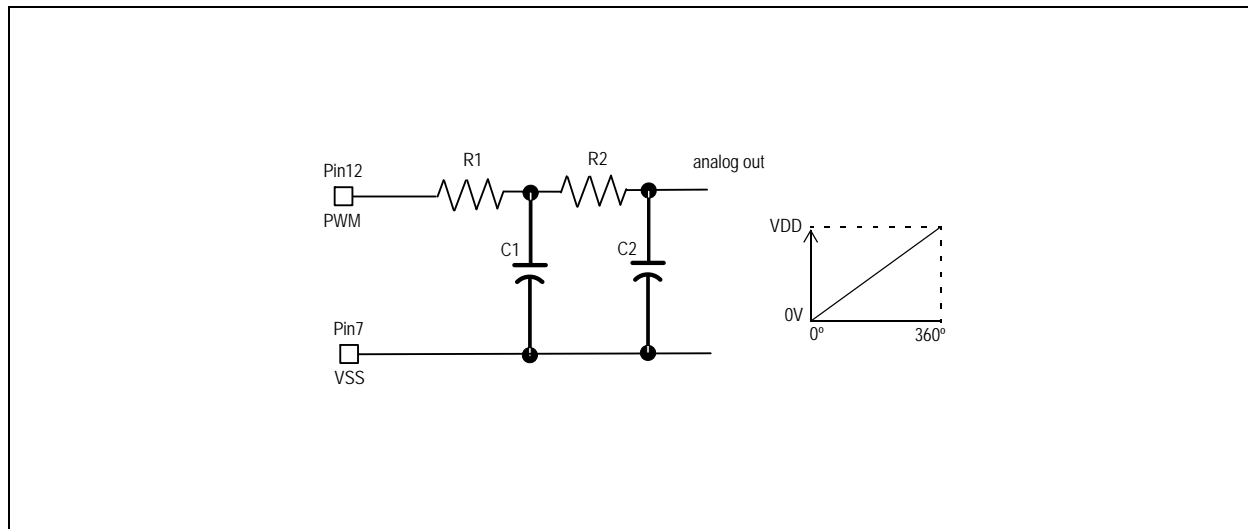 R1
R2
analog out
Pin12
PWM
C1
C2
Pin7
VSS
VDD
0V
0º
360º